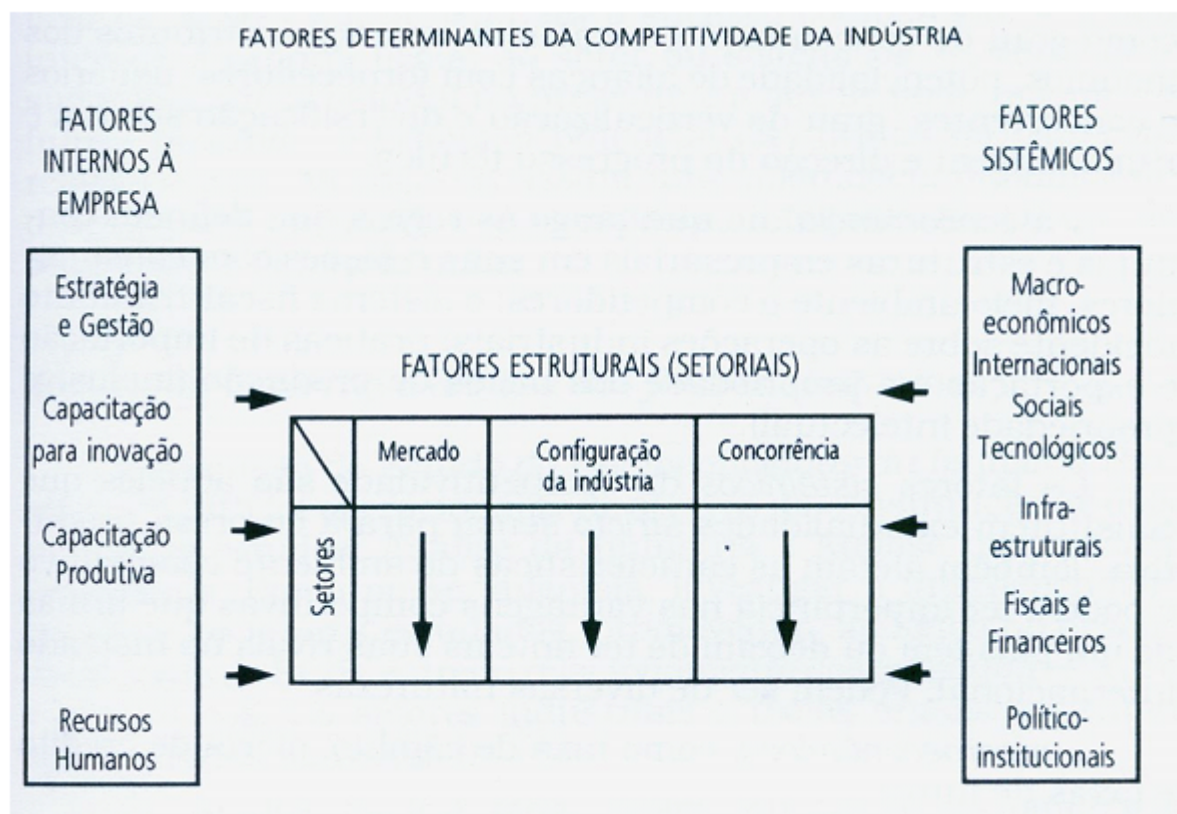 FATORES DETERMINANTES DA COMPETITIVIDADE DA INDÚSTRIA
FATORES
INTERNOS À
EMPRESA
Estratégia
e Gestão
Capacitação
para inovação
Capacitação
Produtiva
Recursos
Humanos
FATORES ESTRUTURAIS (SETORIAIS)
Mercado
Configuração
da indústria
Concorrência
Setores
FATORES
SISTÊMICOS
Macro-
econômicos
Internacionais
Sociais
Tecnológicos
Infra-
estruturais
Fiscais e
Financeiros
Político-
institucionais